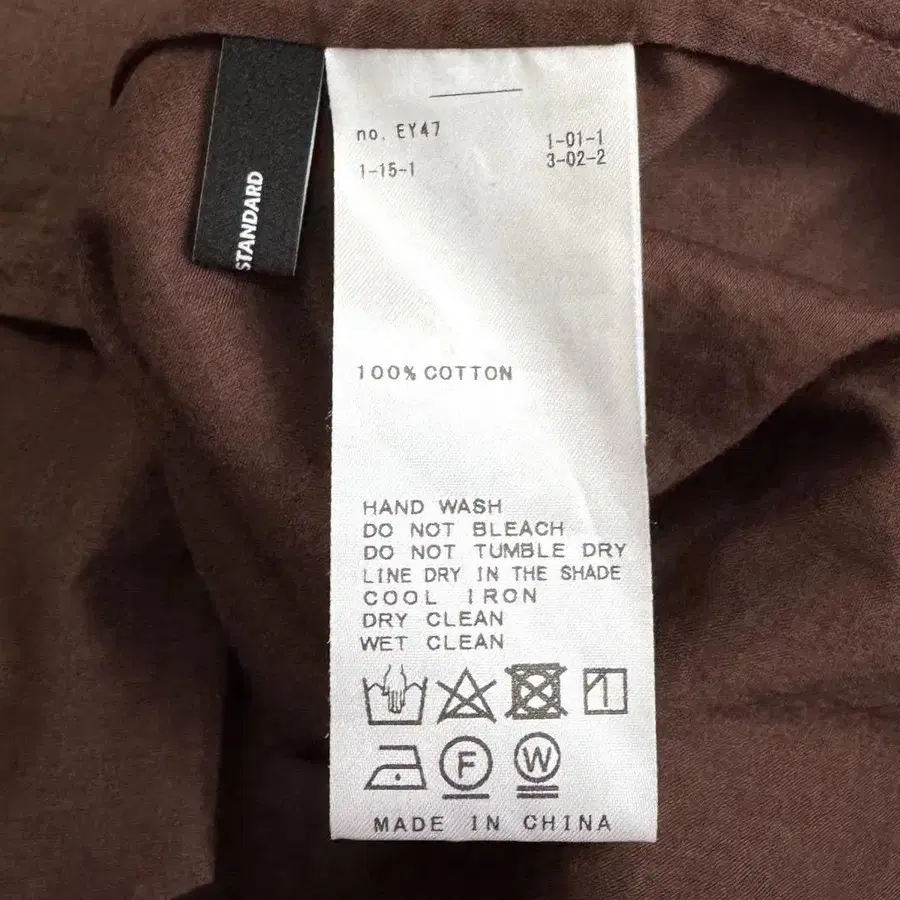 STANDARD
no. EY47
1-15-1
1-01-1
3-02-2
100% COTTON
HAND WASH
DO NOT BLEACH
DO NOT TUMBLE DRY
LINE DRY IN THE SHADE
COOL IRON
DRY CLEAN
WET CLEAN
F
W
MADE IN CHINA